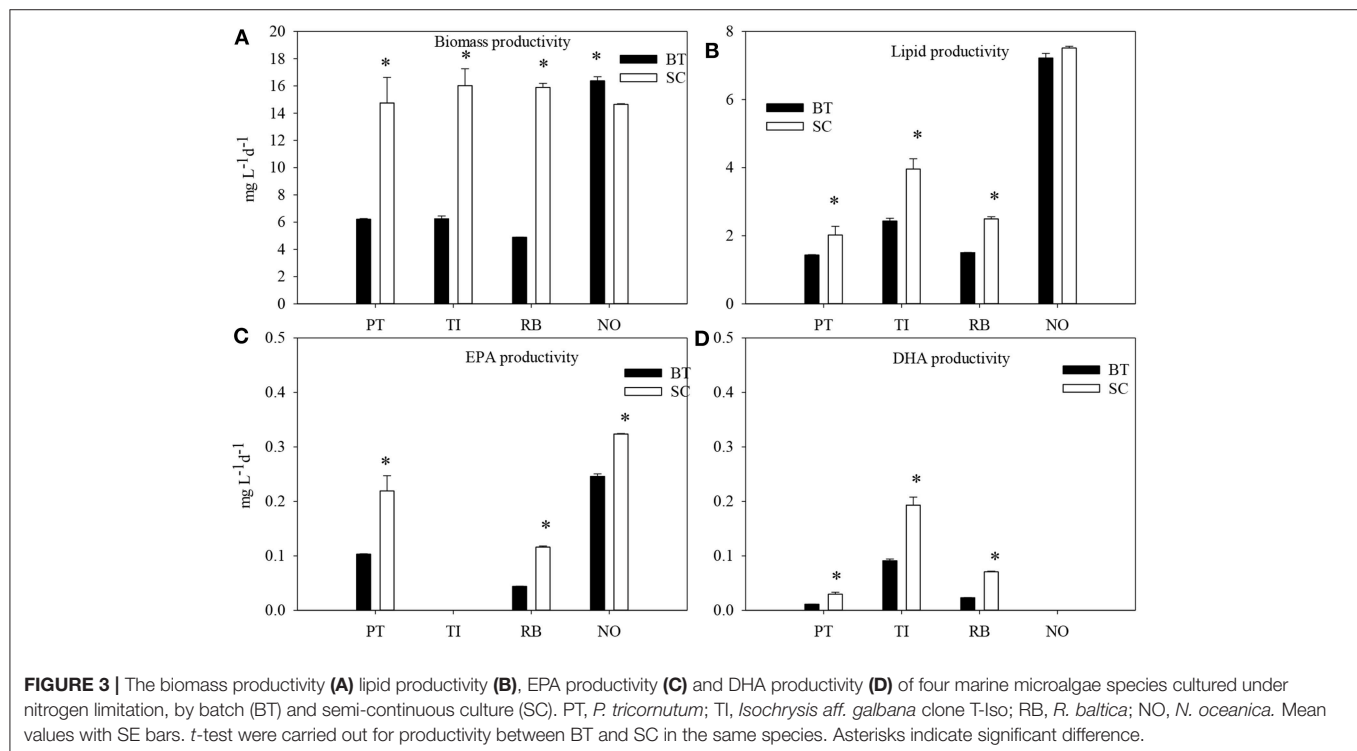 A
Biomass productivity
BT
SC
mg L-1d-1
20
18
16
14
12
10
8
6
4
2
0
* * * *
PT TI RB NO
B
Lipid productivity
BT
SC
8
6
4
2
0
* * *
PT TI RB NO
C
EPA productivity
BT
SC
mg L-1d-1
0.5
0.4
0.3
0.2
0.1
0.0
* * *
PT TI RB NO
D
DHA productivity
BT
SC
0.5
0.4
0.3
0.2
0.1
0.0
* * *
PT TI RB NO
FIGURE 3 | The biomass productivity (A) lipid productivity (B), EPA productivity (C) and DHA productivity (D) of four marine microalgae species cultured under
nitrogen limitation, by batch (BT) and semi-continuous culture (SC). PT, P. tricornutum; TI, Isochrysis aff. galbana clone T-Iso; RB, R. baltica; NO, N. oceanica. Mean
values with SE bars. t-test were carried out for productivity between BT and SC in the same species. Asterisks indicate significant difference.